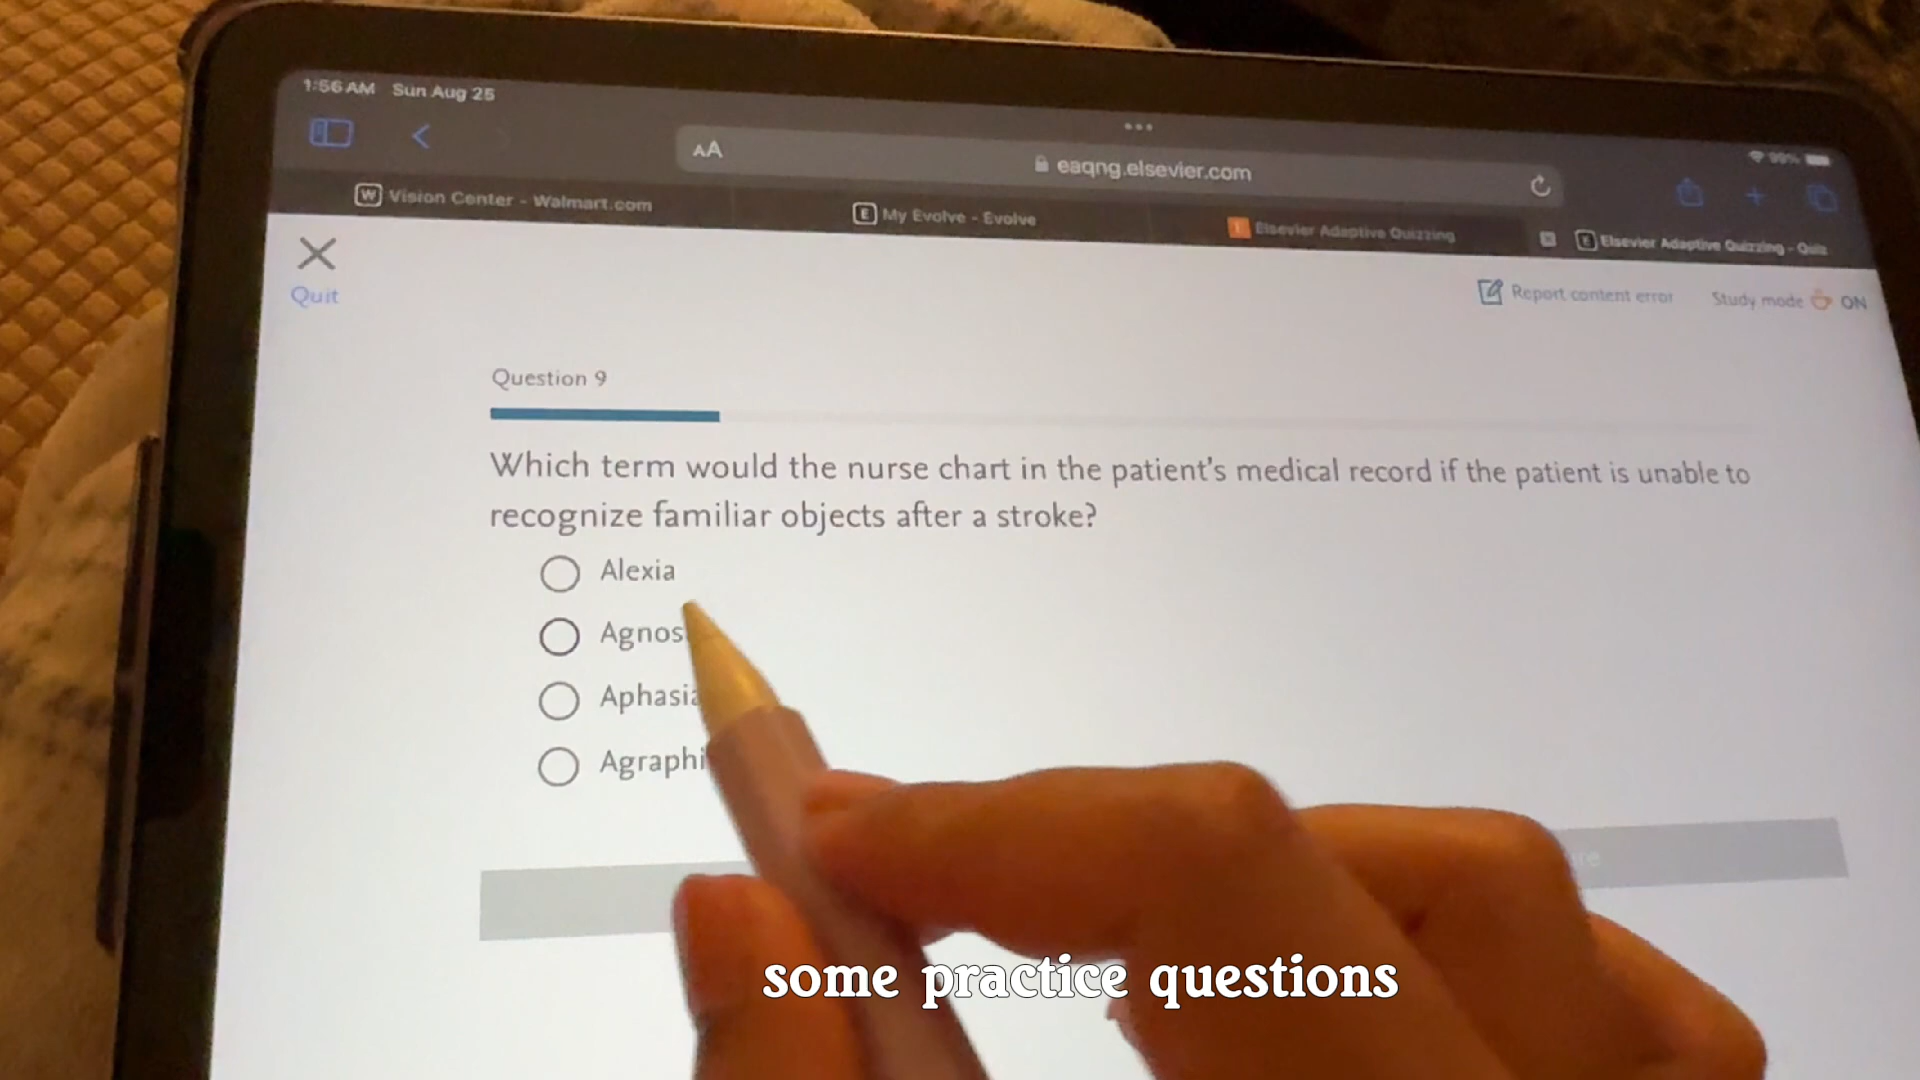 1:56 AM Sun Aug 25
99%
AA
eaqng.elsevier.com
W Vision Center - Walmart.com
E My Evolve - Evolve
Elsevier Adaptive Quizzing
E Elsevier Adaptive Quizzing - Quiz
Quit
Report content error
Study mode ON
Question 9
Which term would the nurse chart in the patient's medical record if the patient is unable to
recognize familiar objects after a stroke?
Alexia
Agnos
Aphasia
Agraphi
some practice questions